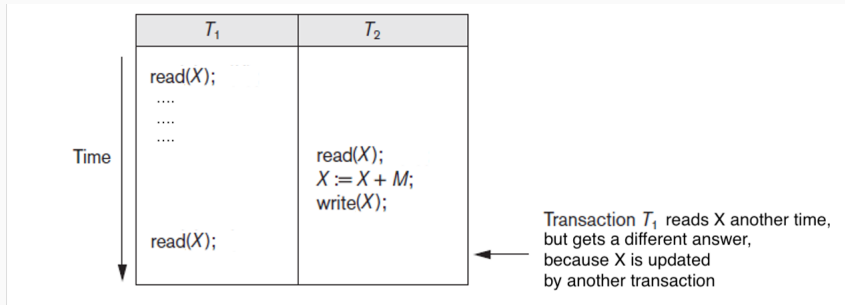 T₁ T₂
read(X);
....
....
....
Time
read(X);
X := X + M;
write(X);
read(X);
Transaction T₁ reads X another time,
but gets a different answer,
because X is updated
by another transaction